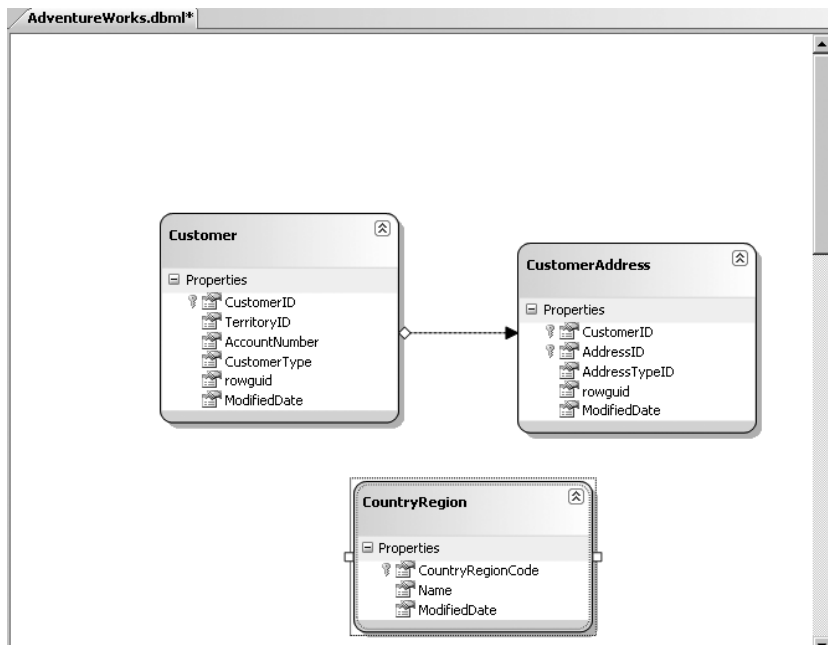 AdventureWorks.dbml*
Customer
Properties
CustomerID
TerritoryID
AccountNumber
CustomerType
rowguid
ModifiedDate
CustomerAddress
Properties
CustomerID
AddressID
AddressTypeID
rowguid
ModifiedDate
CountryRegion
Properties
CountryRegionCode
Name
ModifiedDate